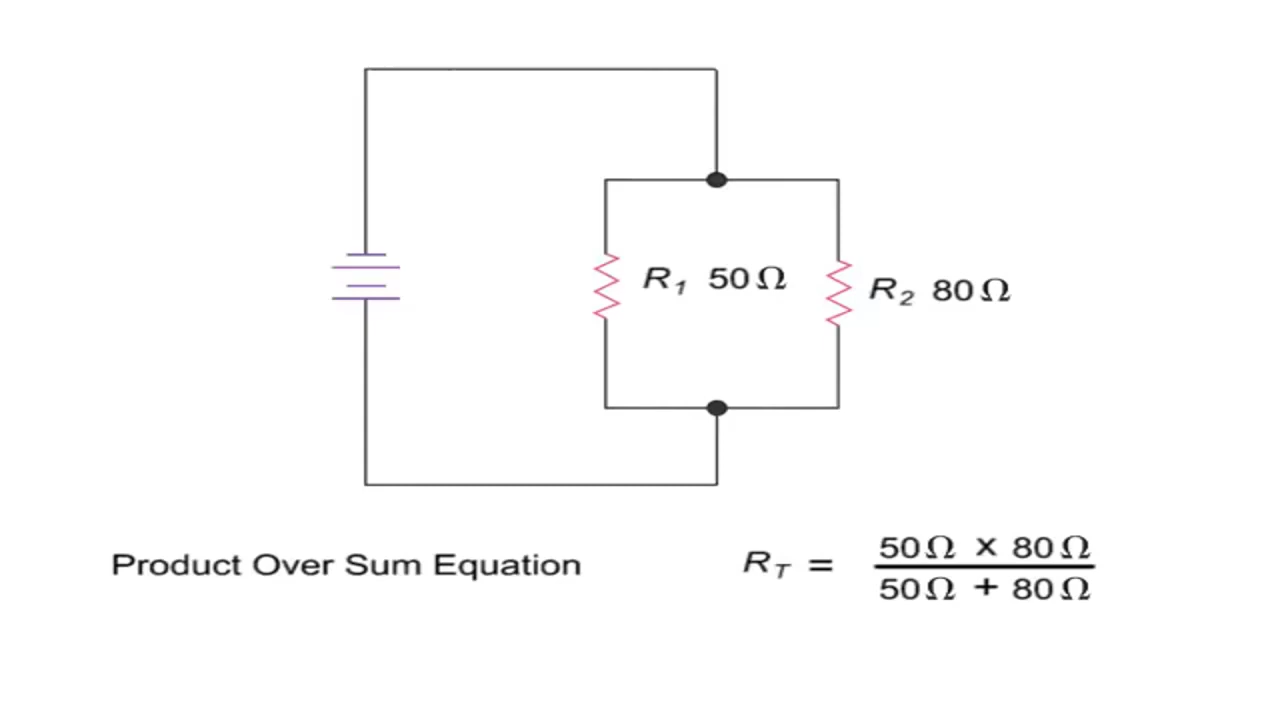 R1 50Ω
R2 80Ω
Product Over Sum Equation
RT = 50Ω x 80Ω
50Ω + 80Ω